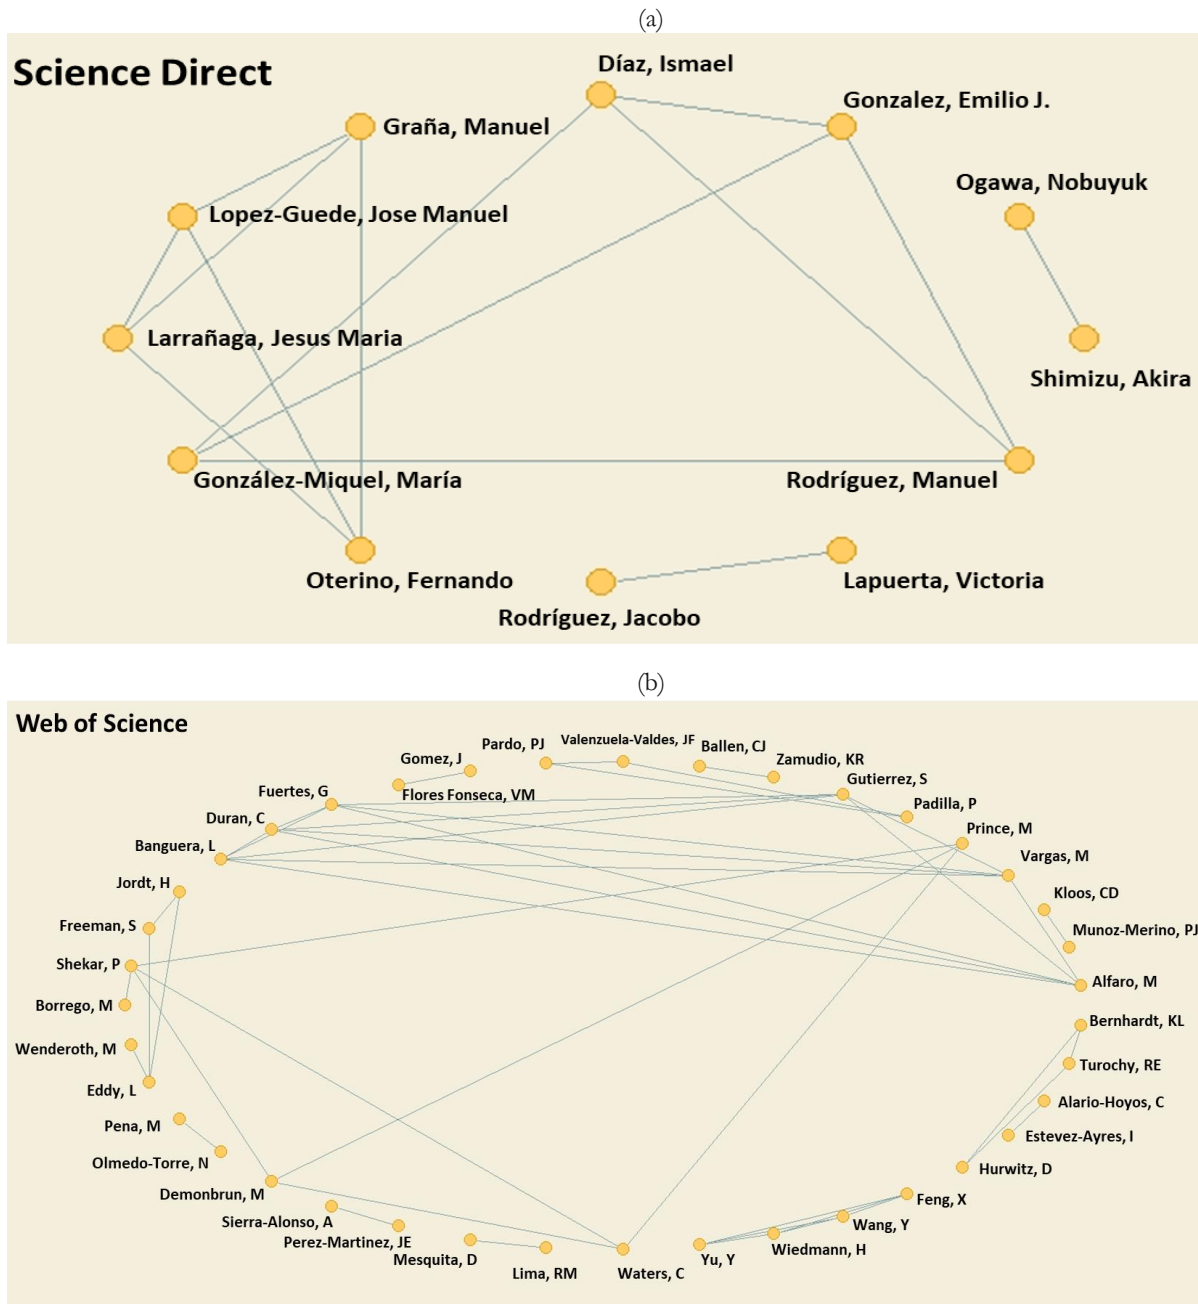 (a)
Science Direct
Díaz, Ismael
Gonzalez, Emilio J.
Graña, Manuel
Ogawa, Nobuyuk
Lopez-Guede, Jose Manuel
Larrañaga, Jesus Maria
Shimizu, Akira
González-Miquel, María
Rodríguez, Manuel
Oterino, Fernando
Lapuerta, Victoria
Rodríguez, Jacobo
(b)
Web of Science
Pardo, PJ
Valenzuela-Valdes, JF
Ballen, CJ
Gomez, J
Zamudio, KR
Gutierrez, S
Fuertes, G
Flores Fonseca, VM
Padilla, P
Duran, C
Prince, M
Banguera, L
Vargas, M
Jordt, H
Kloos, CD
Freeman, S
Munoz-Merino, PJ
Shekar, P
Alfaro, M
Borrego, M
Bernhardt, KL
Wenderoth, M
Turochy, RE
Eddy, L
Alario-Hoyos, C
Pena, M
Estevez-Ayres, I
Olmedo-Torre, N
Hurwitz, D
Demonbrun, M
Feng, X
Sierra-Alonso, A
Wang, Y
Perez-Martinez, JE
Wiedmann, H
Mesquita, D
Yu, Y
Lima, RM
Waters, C